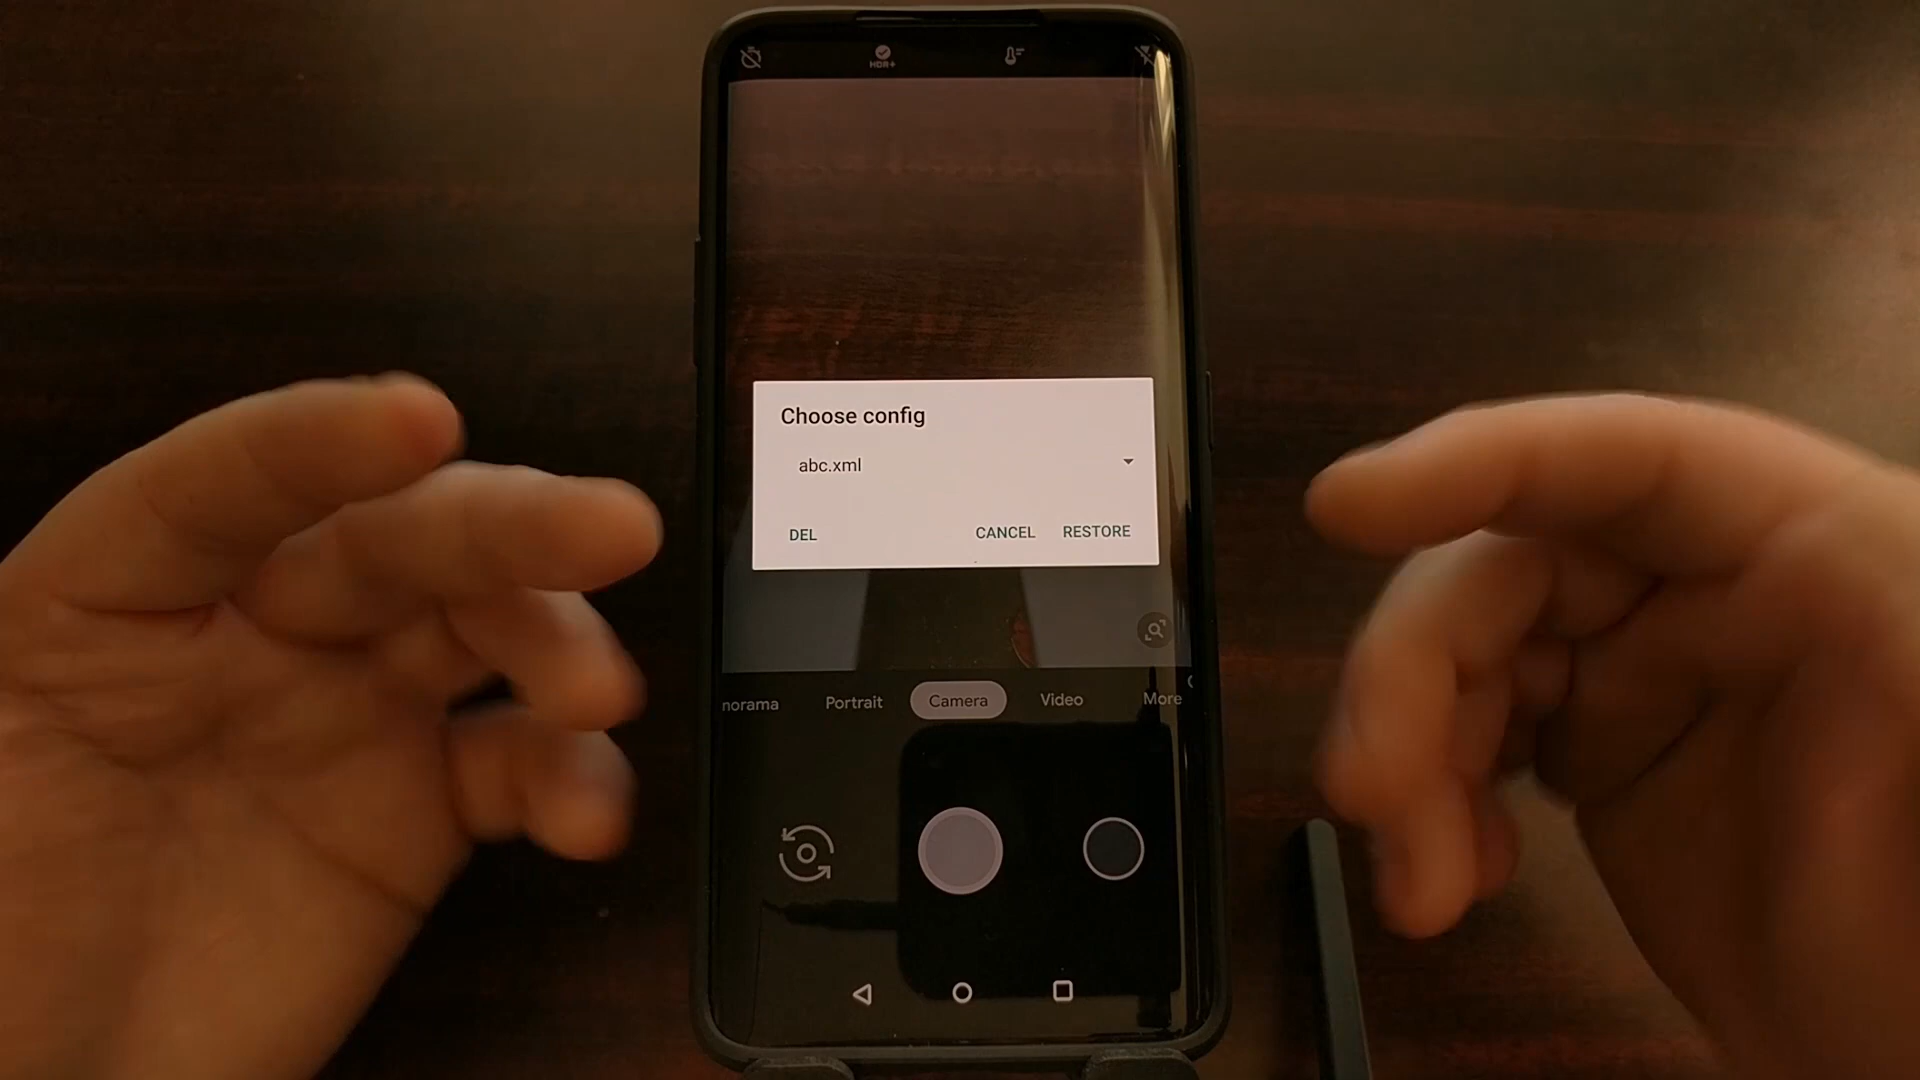 HDR+
Choose config
abc.xml
DEL CANCEL RESTORE
norama Portrait Camera Video More